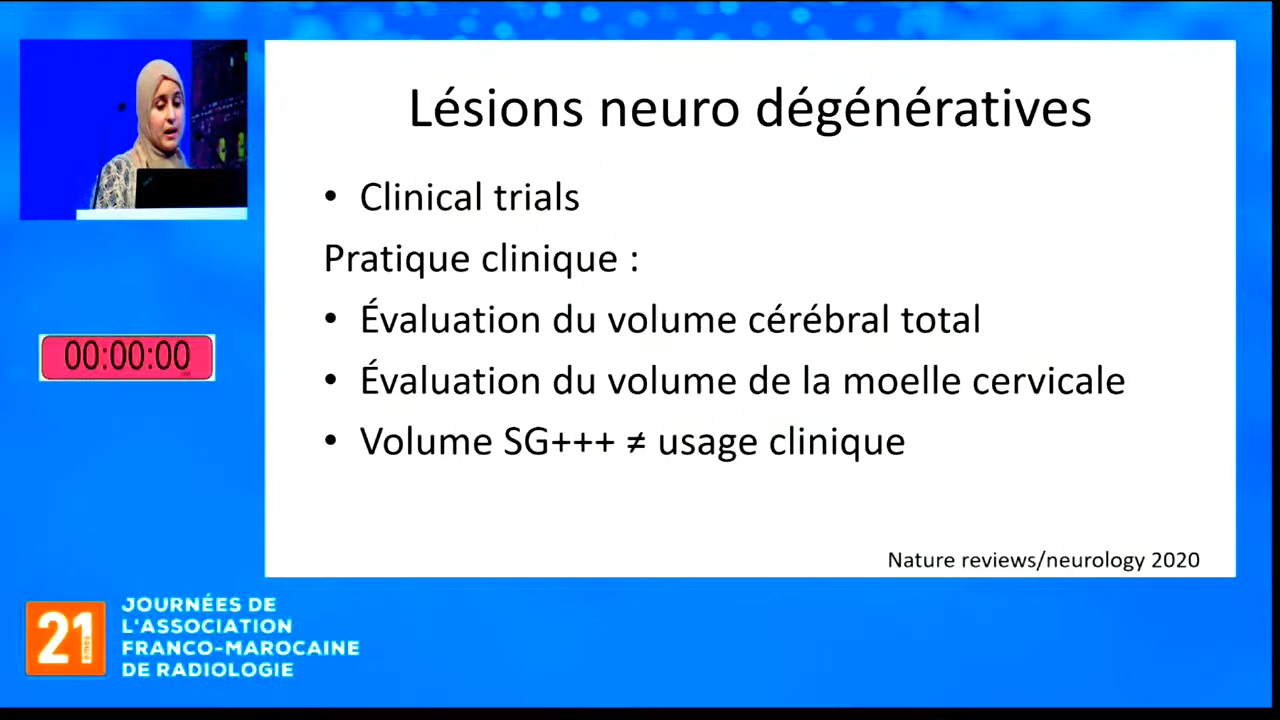 Lésions neuro dégénératives
• Clinical trials
Pratique clinique :
• Évaluation du volume cérébral total
• Évaluation du volume de la moelle cervicale
• Volume SG+++ ≠ usage clinique
Nature reviews/neurology 2020
00:00:00
21
èmes
JOURNÉES DE
L'ASSOCIATION
FRANCO-MAROCAINE
DE RADIOLOGIE